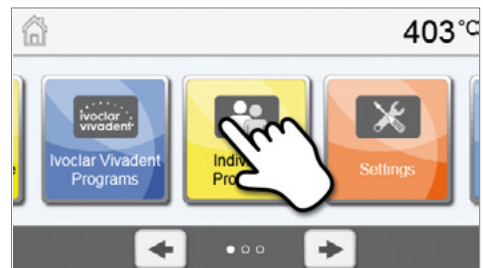 403°C
ivoclar
vivadent
Ivoclar Vivadent
Programs
Settings